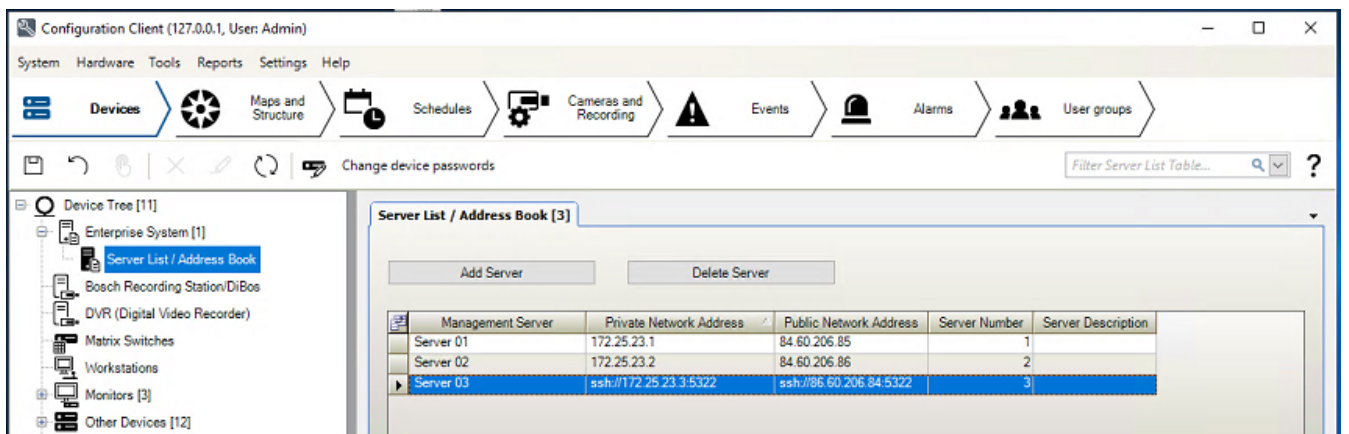 Configuration Client (127.0.0.1, User: Admin)
System Hardware Tools Reports Settings Help
Devices Maps and Structure Schedules Cameras and Recording Events Alarms User groups
Change device passwords Filter Server List Table... ?
Device Tree [11]
Enterprise System [1]
Server List / Address Book
Bosch Recording Station/DiBos
DVR (Digital Video Recorder)
Matrix Switches
Workstations
Monitors [3]
Other Devices [12]
Server List / Address Book [3]
Add Server Delete Server
Management Server Private Network Address Public Network Address Server Number Server Description
Server 01 172.25.23.1 84.60.206.85 1
Server 02 172.25.23.2 84.60.206.86 2
Server 03 ssh://172.25.23.3:5322 ssh://86.60.206.84:5322 3